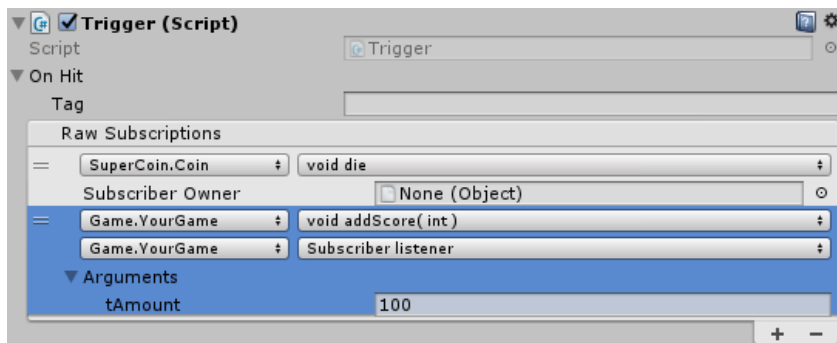 Trigger (Script)
Script Trigger
On Hit
Tag
Raw Subscriptions
SuperCoin.Coin void die
Subscriber Owner None (Object)
Game.YourGame void addScore( int )
Game.YourGame Subscriber listener
Arguments
tAmount 100